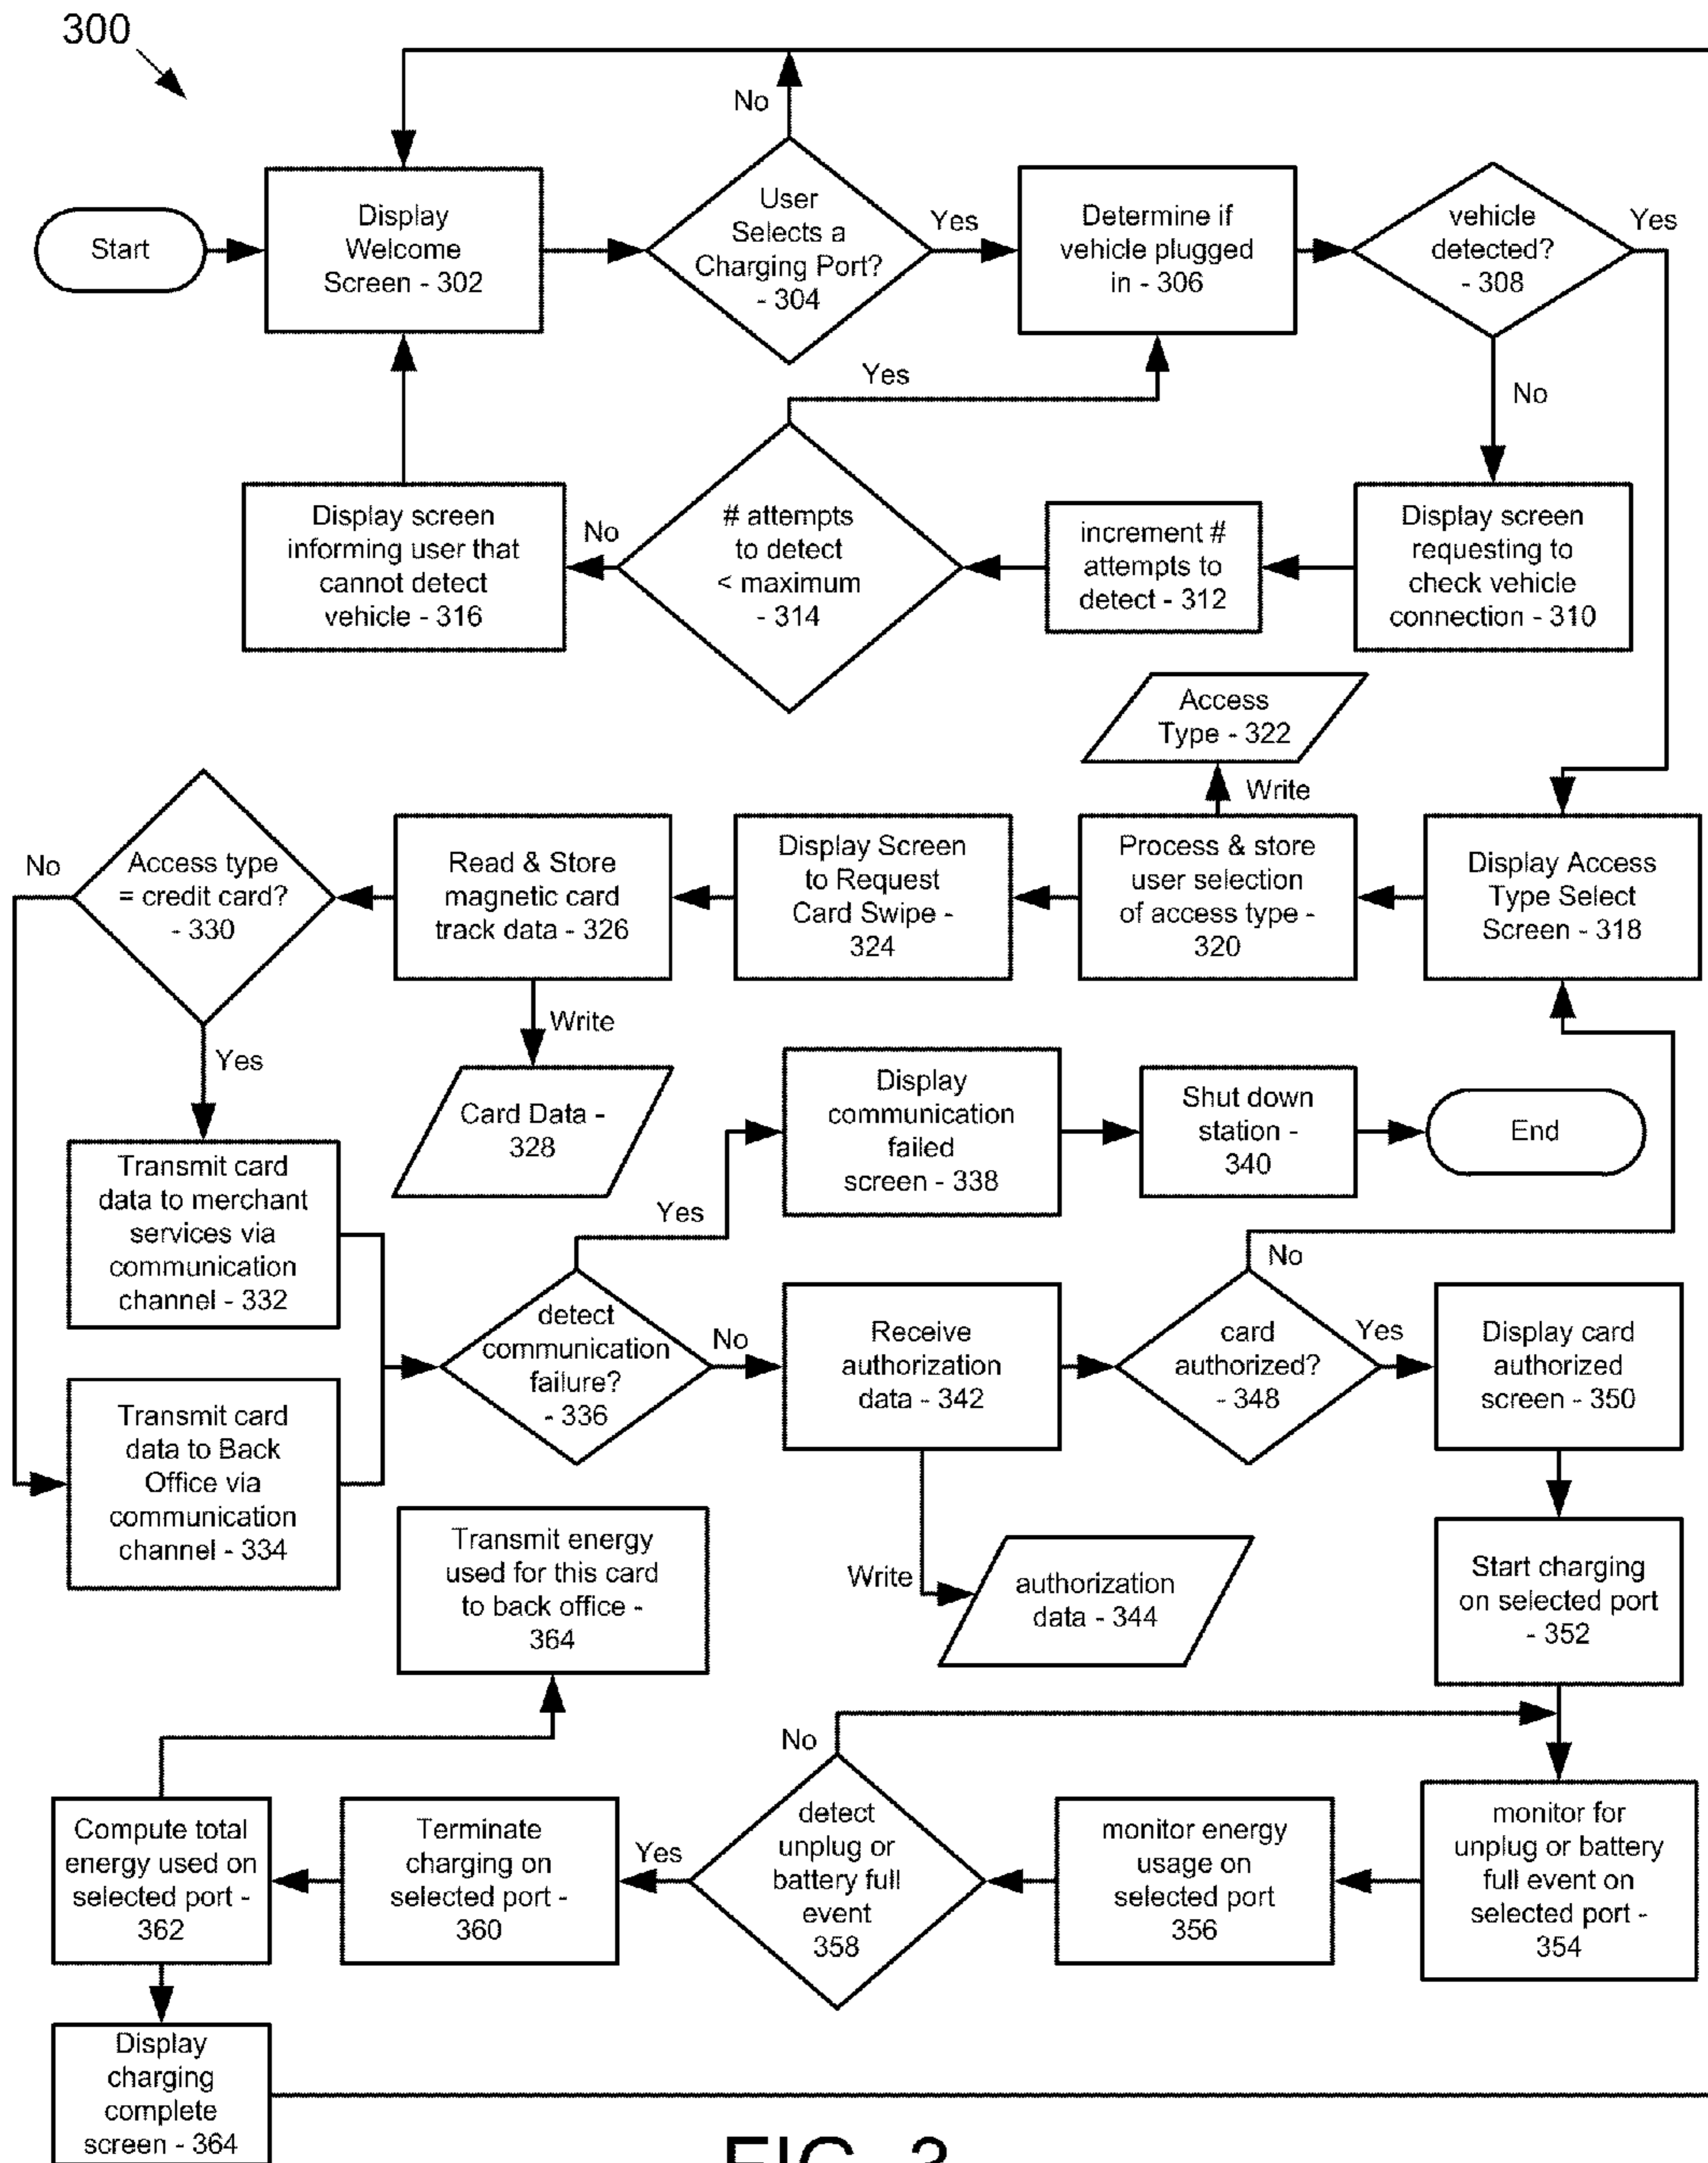 300
No
Start
Display
Welcome
Screen - 302
User
Selects a
Charging Port?
- 304
Yes
Determine if
vehicle plugged
in - 306
vehicle
detected?
- 308
Yes
Yes
No
Display screen
informing user that
cannot detect
vehicle - 316
No
# attempts
to detect
< maximum
- 314
increment #
attempts to
detect - 312
Display screen
requesting to
check vehicle
connection - 310
Access
Type - 322
Write
No
Access type
= credit card?
- 330
Read & Store
magnetic card
track data - 326
Display Screen
to Request
Card Swipe -
324
Process & store
user selection
of access type -
320
Display Access
Type Select
Screen - 318
Yes
Write
Card Data -
328
Display
communication
failed
screen - 338
Shut down
station -
340
End
Transmit card
data to merchant
services via
communication
channel - 332
Yes
No
detect
communication
failure?
- 336
No
Receive
authorization
data - 342
card
authorized?
- 348
Yes
Display card
authorized
screen - 350
Transmit card
data to Back
Office via
communication
channel - 334
Transmit energy
used for this card
to back office -
364
Write
authorization
data - 344
Start charging
on selected port
- 352
No
Compute total
energy used on
selected port -
362
Terminate
charging on
selected port -
360
Yes
detect
unplug or
battery full
event
358
monitor energy
usage on
selected port
356
monitor for
unplug or battery
full event on
selected port -
354
Display
charging
complete
screen - 364
FIG. 3